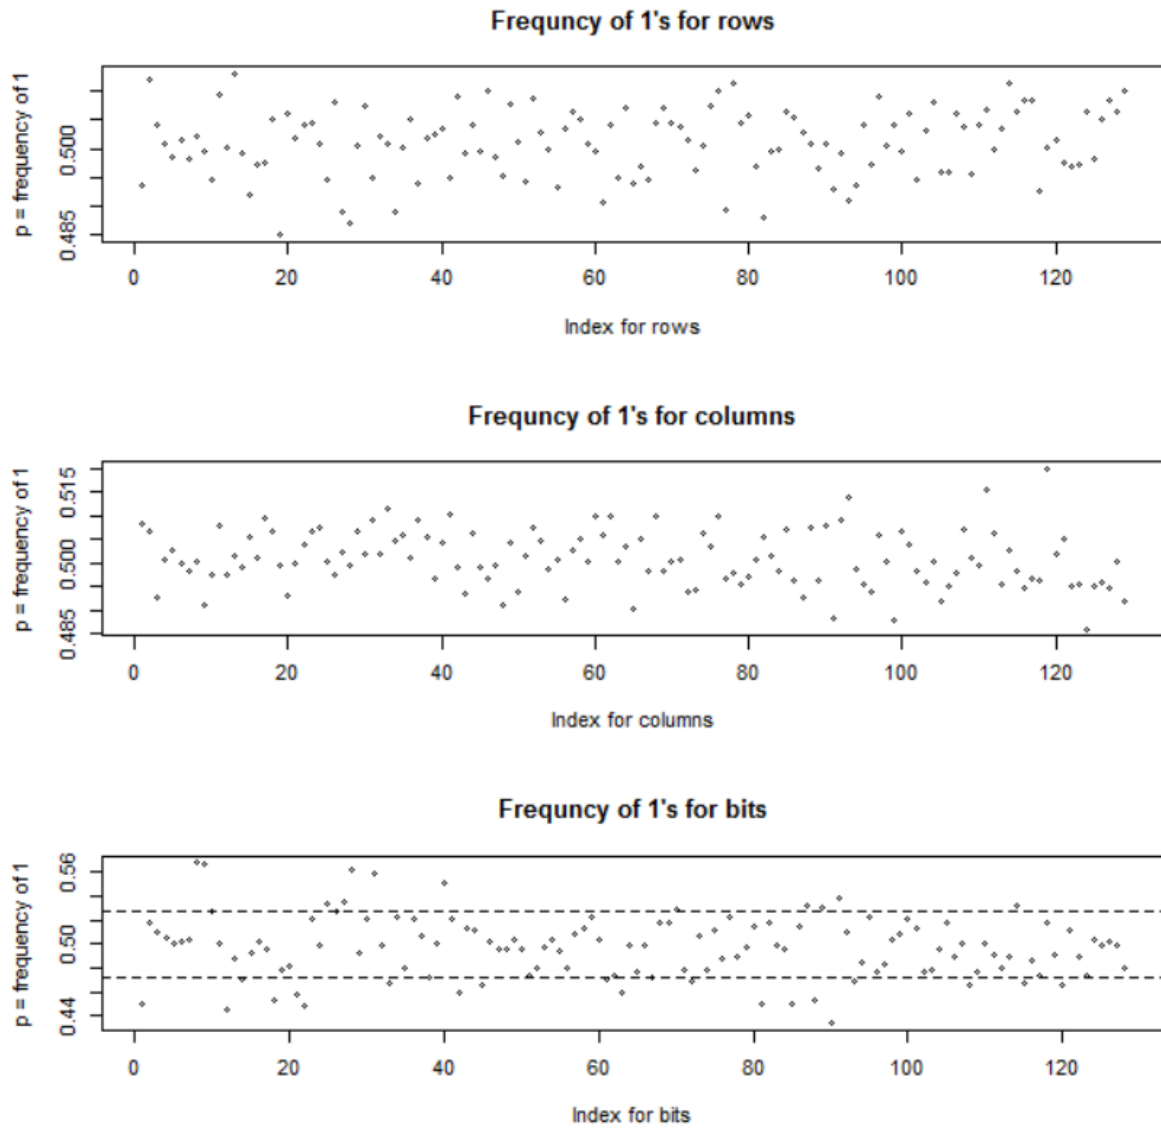 Frequncy of 1's for rows
p = frequency of 1
0.500
0.485
0 20 40 60 80 100 120
Index for rows
Frequncy of 1's for columns
p = frequency of 1
0.515
0.500
0.485
0 20 40 60 80 100 120
Index for columns
Frequncy of 1's for bits
p = frequency of 1
0.56
0.50
0.44
0 20 40 60 80 100 120
Index for bits